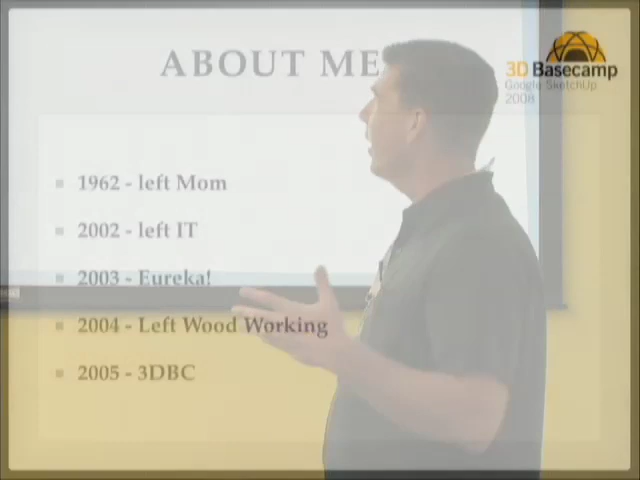 ABOUT ME
3D Basecamp
Google SketchUp
2008
1962 - left Mom
2002 - left IT
2003 - Eureka!
2004 - Left Wood Working
2005 - 3DBC